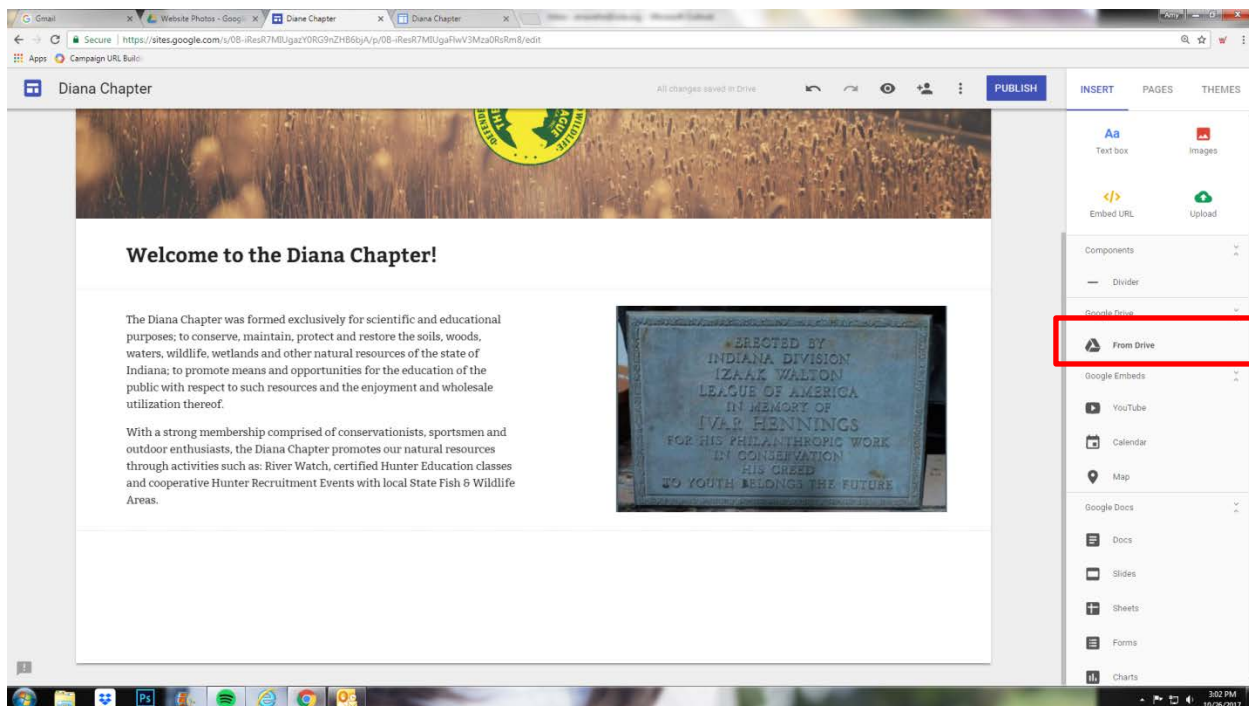 Gmail
Website Photos - Googl
Diane Chapter
Diana Chapter
Amy
Secure
https://sites.google.com/s/0B-iResR7MlUgazY0RG9nZHB6bjA/p/0B-iResR7MlUgaFlwV3Mza0RsRm8/edit
Apps
Campaign URL Build
Diana Chapter
All changes saved in Drive
PUBLISH
INSERT
PAGES
THEMES
WILDLIFE
DEFENDE
THE
AGUE
Welcome to the Diana Chapter!
The Diana Chapter was formed exclusively for scientific and educational
purposes; to conserve, maintain, protect and restore the soils, woods,
waters, wildlife, wetlands and other natural resources of the state of
Indiana; to promote means and opportunities for the education of the
public with respect to such resources and the enjoyment and wholesale
utilization thereof.
With a strong membership comprised of conservationists, sportsmen and
outdoor enthusiasts, the Diana Chapter promotes our natural resources
through activities such as: River Watch, certified Hunter Education classes
and cooperative Hunter Recruitment Events with local State Fish & Wildlife
Areas.
ERECTED BY
INDIANA DIVISION
IZAAK WALTON
LEAGUE OF AMERICA
IN MEMORY OF
IVAR HENNINGS
FOR HIS PHILANTHROPIC WORK
IN CONSERVATION
HIS CREED
TO YOUTH BELONGS THE FUTURE
Aa
Text box
Images
Embed URL
Upload
Components
Divider
Google Drive
From Drive
Google Embeds
YouTube
Calendar
Map
Google Docs
Docs
Slides
Sheets
Forms
Charts
Ps
3:02 PM
10/26/2017